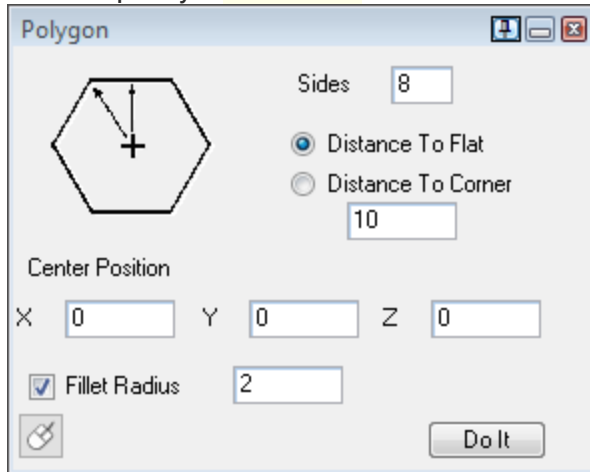 Polygon
Sides 8
Distance To Flat
Distance To Corner
10
Center Position
X 0 Y 0 Z 0
Fillet Radius 2
Do It